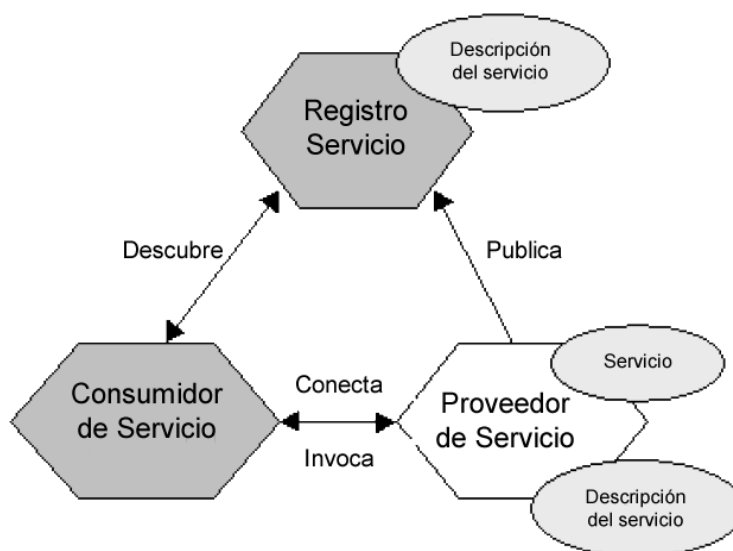 Descripción
del servicio
Registro
Servicio
Descubre
Publica
Servicio
Consumidor
de Servicio
Conecta
Invoca
Proveedor
de Servicio
Descripción
del servicio